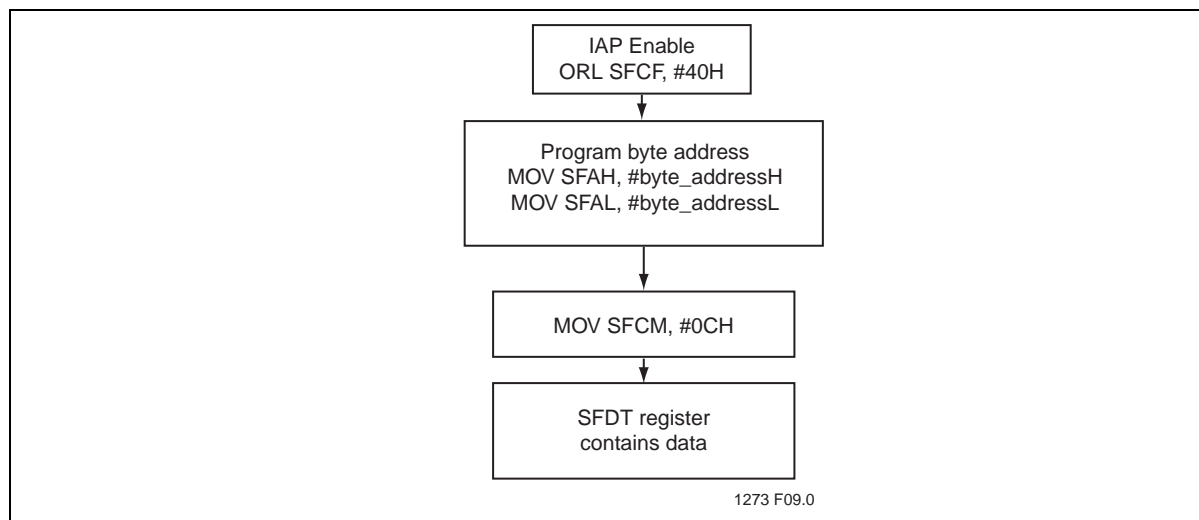 IAP Enable
ORL SFCF, #40H
Program byte address
MOV SFAH, #byte_addressH
MOV SFAL, #byte_addressL
MOV SFCM, #0CH
SFDT register
contains data
1273 F09.0